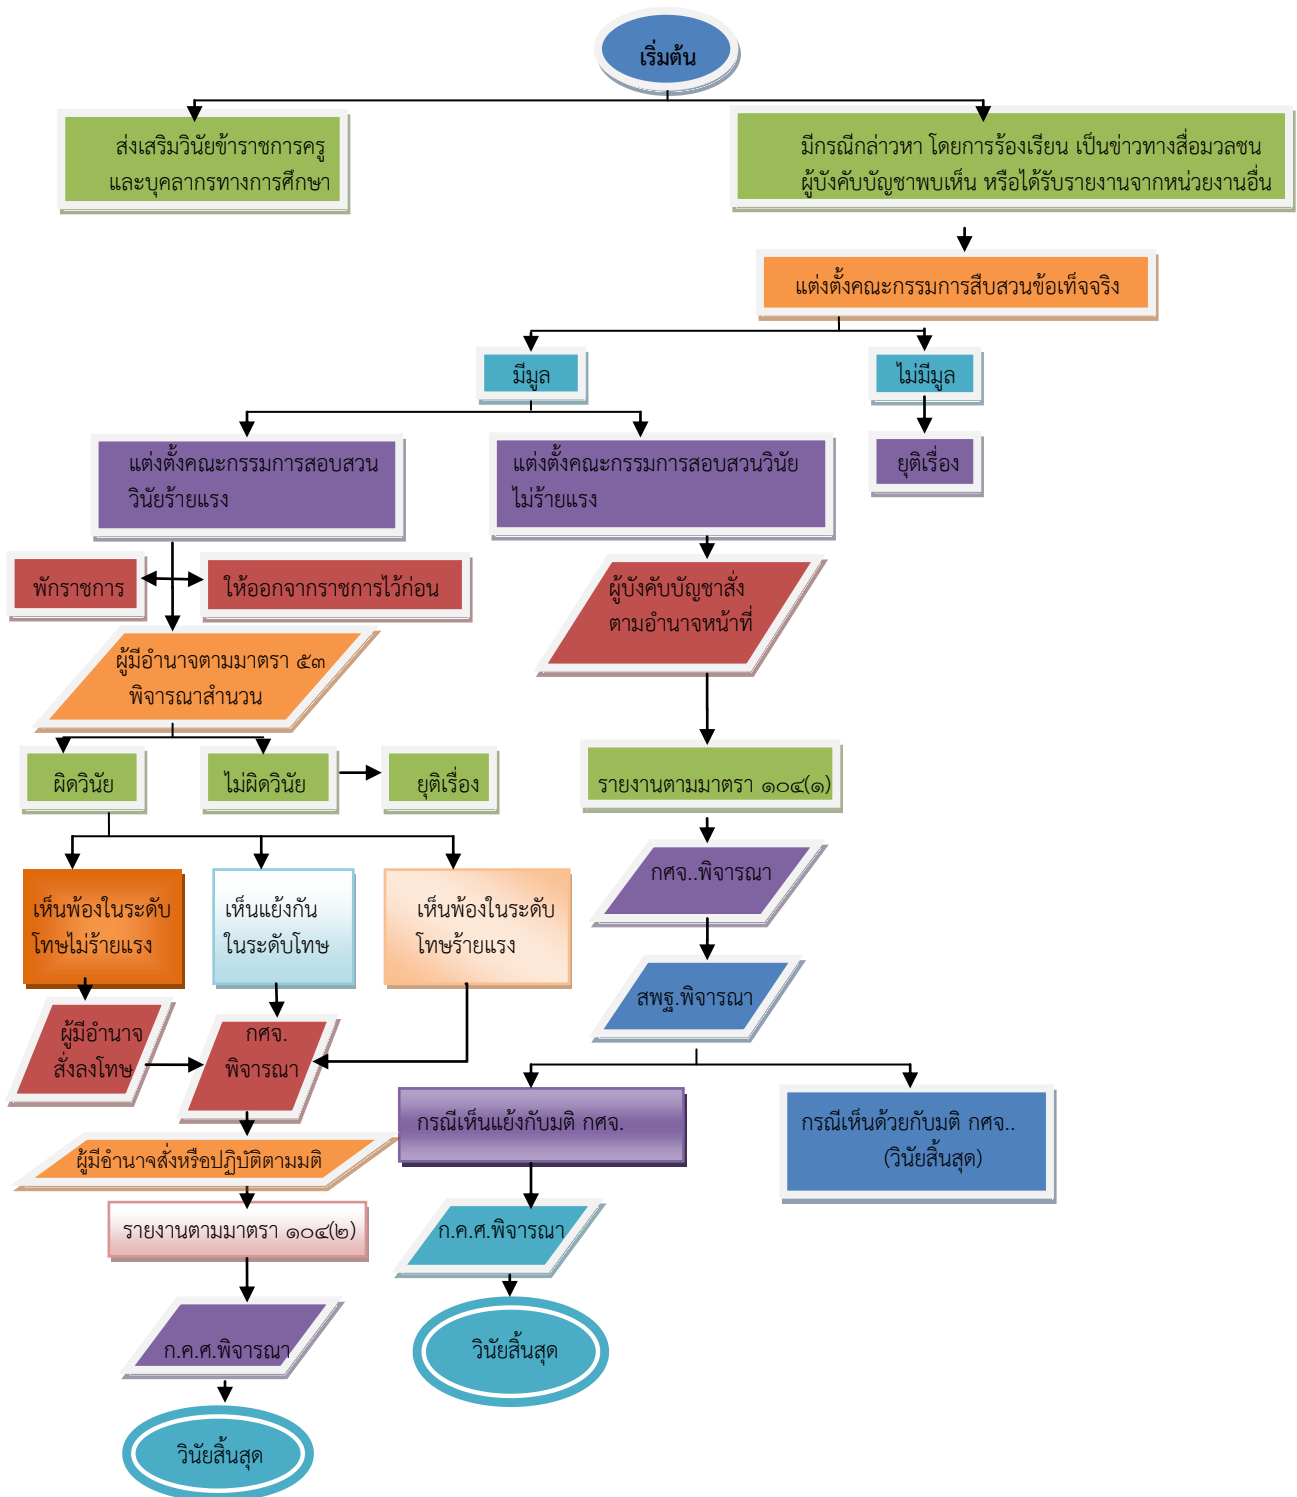 เริ่มต้น
ส่งเสริมวินัยข้าราชการครู
และบุคลากรทางการศึกษา
มีกรณีกล่าวหา โดยการร้องเรียน เป็นข่าวทางสื่อมวลชน
ผู้บังคับบัญชาพบเห็น หรือได้รับรายงานจากหน่วยงานอื่น
แต่งตั้งคณะกรรมการสืบสวนข้อเท็จจริง
มีมูล
ไม่มีมูล
แต่งตั้งคณะกรรมการสอบสวน
วินัยร้ายแรง
แต่งตั้งคณะกรรมการสอบสวนวินัย
ไม่ร้ายแรง
ยุติเรื่อง
พักราชการ
ให้ออกจากราชการไว้ก่อน
ผู้บังคับบัญชาสั่ง
ตามอำนาจหน้าที่
ผู้มีอำนาจตามมาตรา ๕๓
พิจารณาสำนวน
ผิดวินัย
ไม่ผิดวินัย
ยุติเรื่อง
รายงานตามมาตรา ๑๐๔(๑)
กศจ..พิจารณา
เห็นพ้องในระดับ
โทษไม่ร้ายแรง
เห็นแย้งกัน
ในระดับโทษ
เห็นพ้องในระดับ
โทษร้ายแรง
สพฐ.พิจารณา
ผู้มีอำนาจ
สั่งลงโทษ
กศจ.
พิจารณา
กรณีเห็นแย้งกับมติ กศจ.
กรณีเห็นด้วยกับมติ กศจ..
(วินัยสิ้นสุด)
ผู้มีอำนาจสั่งหรือปฏิบัติตามมติ
รายงานตามมาตรา ๑๐๔(๒)
ก.ค.ศ.พิจารณา
ก.ค.ศ.พิจารณา
วินัยสิ้นสุด
วินัยสิ้นสุด